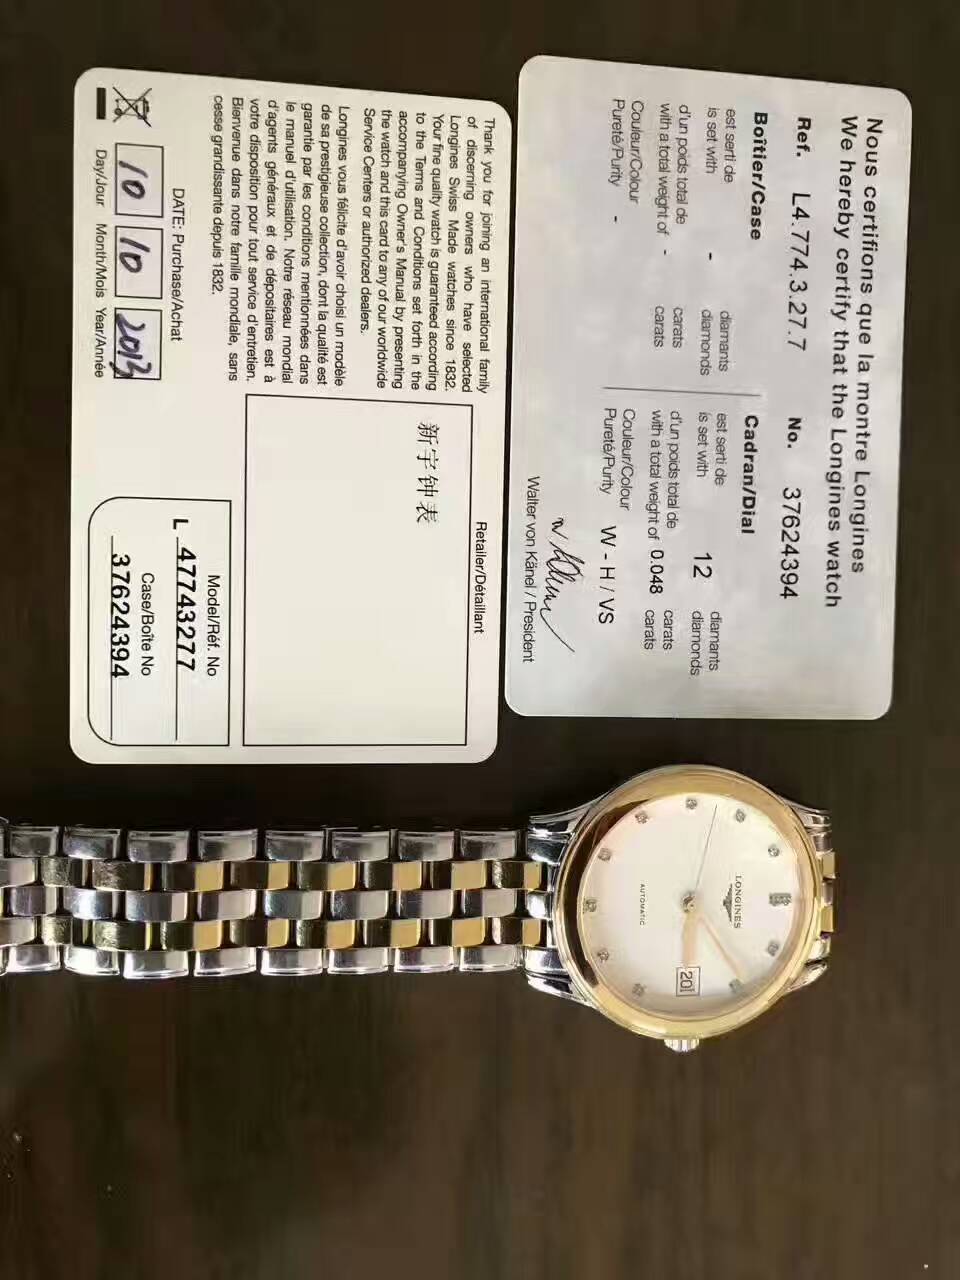 Nous certifions que la montre Longines
We hereby certify that the Longines watch
Ref. L4.774.3.27.7 No. 37624394
Boîtier/Case
est serti de diamants
is set with - diamonds
d'un poids total de carats
with a total weight of - carats
Couleur/Colour
Pureté/Purity -
Cadran/Dial
est serti de diamants
is set with 12 diamonds
d'un poids total de carats
with a total weight of 0.048 carats
Couleur/Colour
Pureté/Purity W - H / VS
Walter von Känel / President
Thank you for joining an international family
of discerning owners who have selected
Longines Swiss Made watches since 1832.
Your fine quality watch is guaranteed according
to the Terms and Conditions set forth in the
accompanying Owner's Manual by presenting
the watch and this card to any of our worldwide
Service Centers or authorized dealers.
Longines vous félicite d'avoir choisi un modèle
de sa prestigieuse collection, dont la qualité est
garantie par les conditions mentionnées dans
le manuel d'utilisation. Notre réseau mondial
d'agents généraux et de dépositaires est à
votre disposition pour tout service d'entretien.
Bienvenue dans notre famille mondiale, sans
cesse grandissante depuis 1832.
DATE: Purchase/Achat
10 10 2013
Day/Jour Month/Mois Year/Année
Retailer/Détaillant
新宇钟表
Model/Réf. No
L 47743277
Case/Boîte No
37624394
LONGINES
AUTOMATIC
20